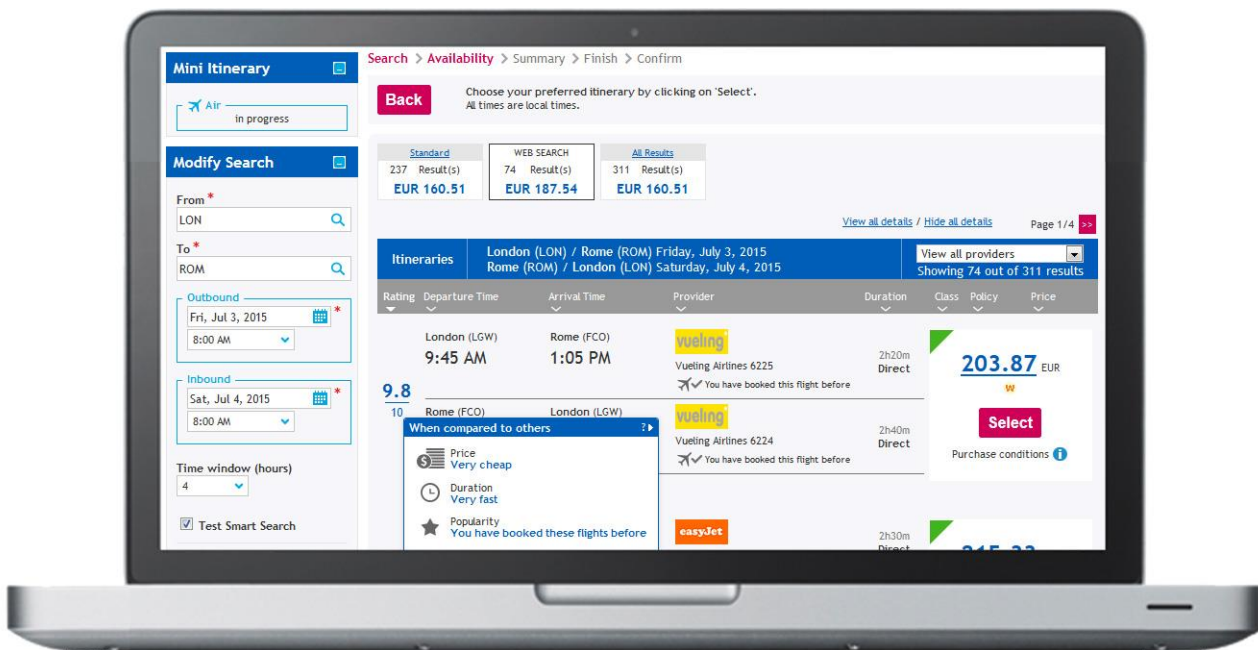 Mini Itinerary
Air
in progress
Modify Search
From *
LON
To *
ROM
Outbound
Fri, Jul 3, 2015 *
8:00 AM
Inbound
Sat, Jul 4, 2015 *
8:00 AM
Time window (hours)
4
Test Smart Search
Search > Availability > Summary > Finish > Confirm
Back
Choose your preferred itinerary by clicking on 'Select'.
All times are local times.
Standard
237 Result(s)
EUR 160.51
WEB SEARCH
74 Result(s)
EUR 187.54
All Results
311 Result(s)
EUR 160.51
View all details / Hide all details
Page 1/4 >>
Itineraries
London (LON) / Rome (ROM) Friday, July 3, 2015
Rome (ROM) / London (LON) Saturday, July 4, 2015
View all providers
Showing 74 out of 311 results
Rating Departure Time Arrival Time Provider Duration Class Policy Price
9.8
10
London (LGW) Rome (FCO)
9:45 AM 1:05 PM
vueling
Vueling Airlines 6225
You have booked this flight before
2h20m
Direct
Rome (FCO) London (LGW)
vueling
Vueling Airlines 6224
You have booked this flight before
2h40m
Direct
203.87 EUR
W
Select
Purchase conditions i
When compared to others ?
Price
Very cheap
Duration
Very fast
Popularity
You have booked these flights before
easyJet
2h30m
Direct